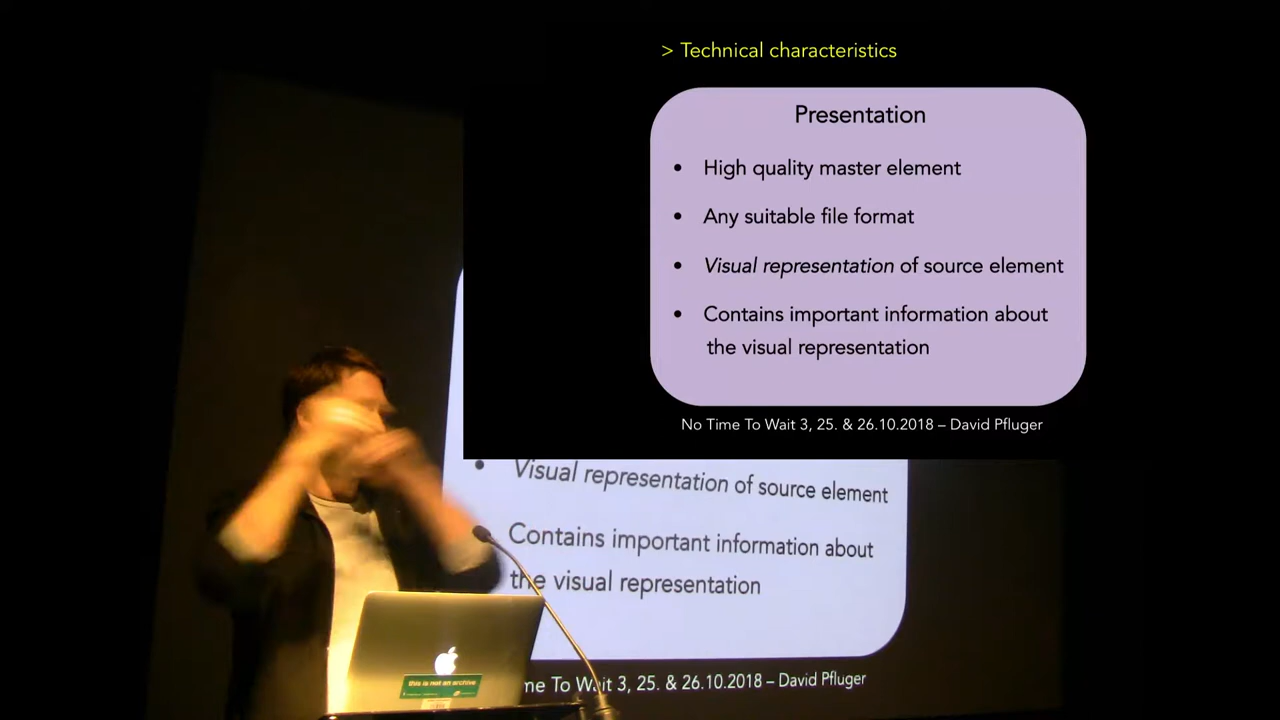 > Technical characteristics
Presentation
• High quality master element
• Any suitable file format
• Visual representation of source element
• Contains important information about
the visual representation
No Time To Wait 3, 25. & 26.10.2018 – David Pfluger
• Visual representation of source element
Contains important information about
the visual representation
me To Wait 3, 25. & 26.10.2018 – David Pfluger
this is not an archive